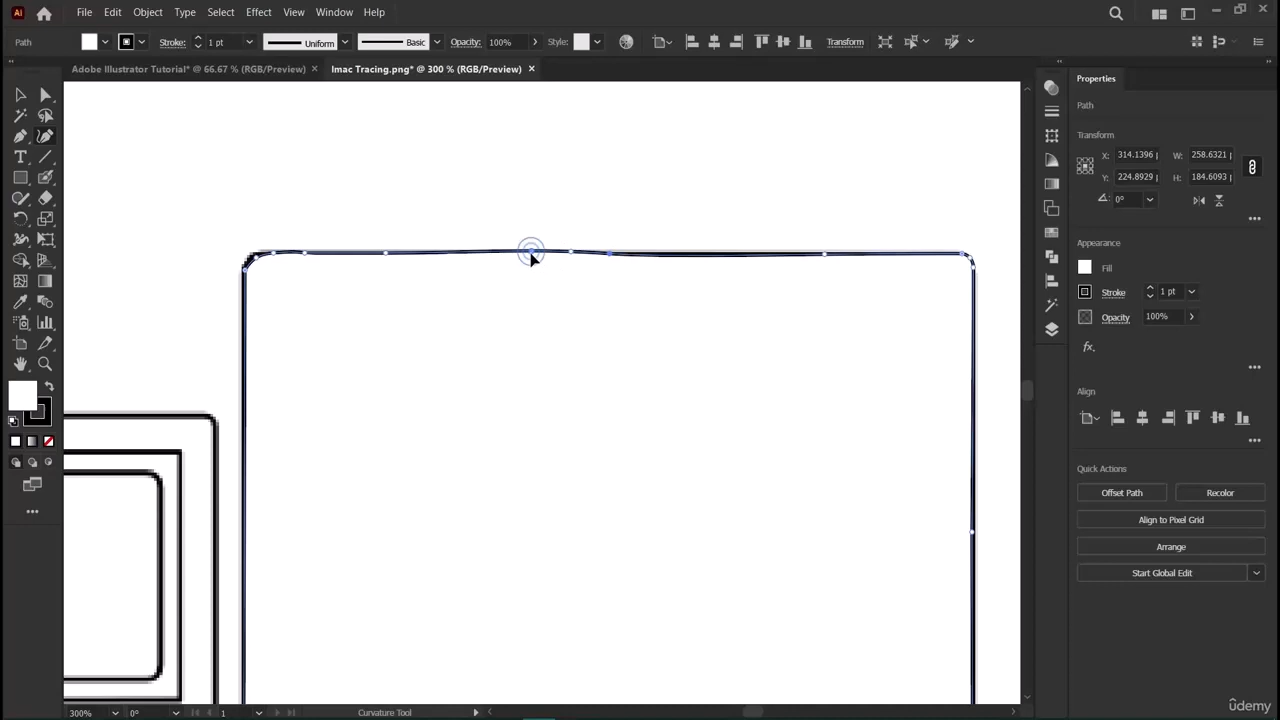 Ai File Edit Object Type Select Effect View Window Help
Path Stroke: 1 pt Uniform Basic Opacity: 100% Style: Transform
Adobe Illustrator Tutorial* @ 66.67 % (RGB/Preview) × Imac Tracing.png* @ 300 % (RGB/Preview) ×
Properties
Path
Transform
X: 314.1396 p W: 258.6321 p
Y: 224.8929 p H: 184.6093 p
0°
Appearance
Fill
Stroke 1 pt
Opacity 100%
fx.
Align
Quick Actions
Offset Path Recolor
Align to Pixel Grid
Arrange
Start Global Edit
300% 0° 1 Curvature Tool
ûdemy